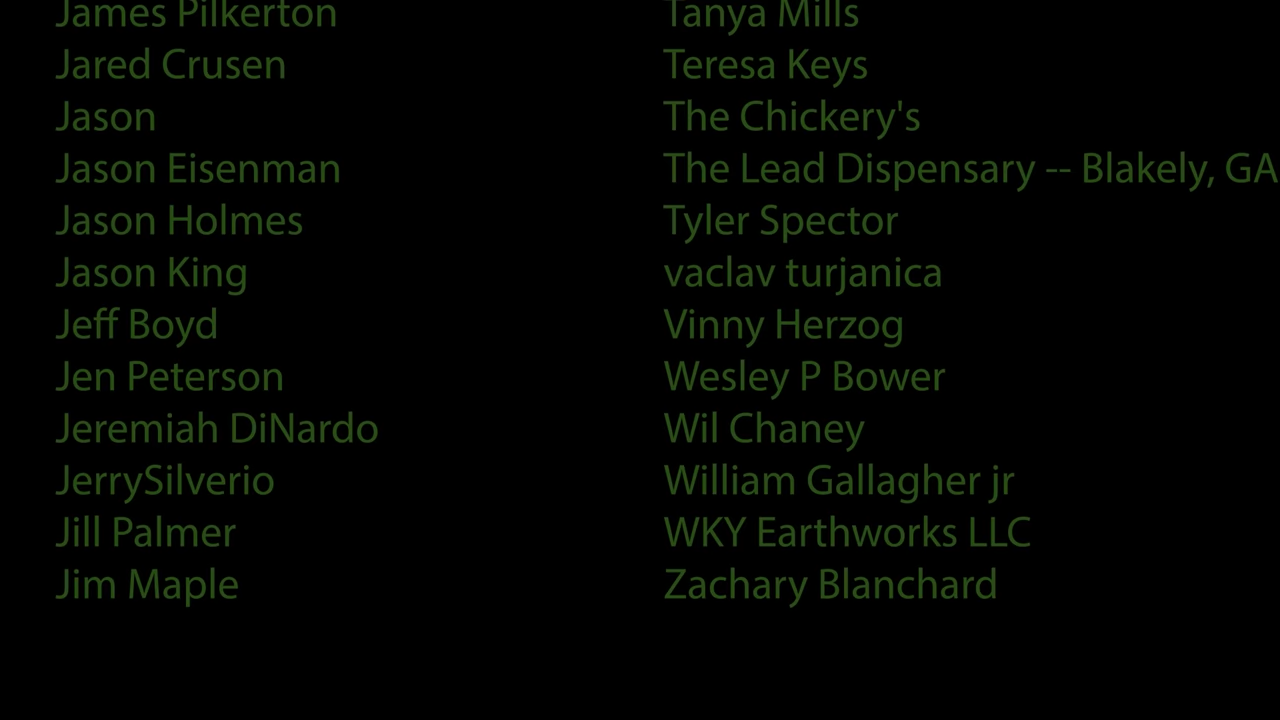 James Pilkerton
Jared Crusen
Jason
Jason Eisenman
Jason Holmes
Jason King
Jeff Boyd
Jen Peterson
Jeremiah DiNardo
JerrySilverio
Jill Palmer
Jim Maple
Tanya Mills
Teresa Keys
The Chickery's
The Lead Dispensary -- Blakely, GA
Tyler Spector
vaclav turjanica
Vinny Herzog
Wesley P Bower
Wil Chaney
William Gallagher jr
WKY Earthworks LLC
Zachary Blanchard